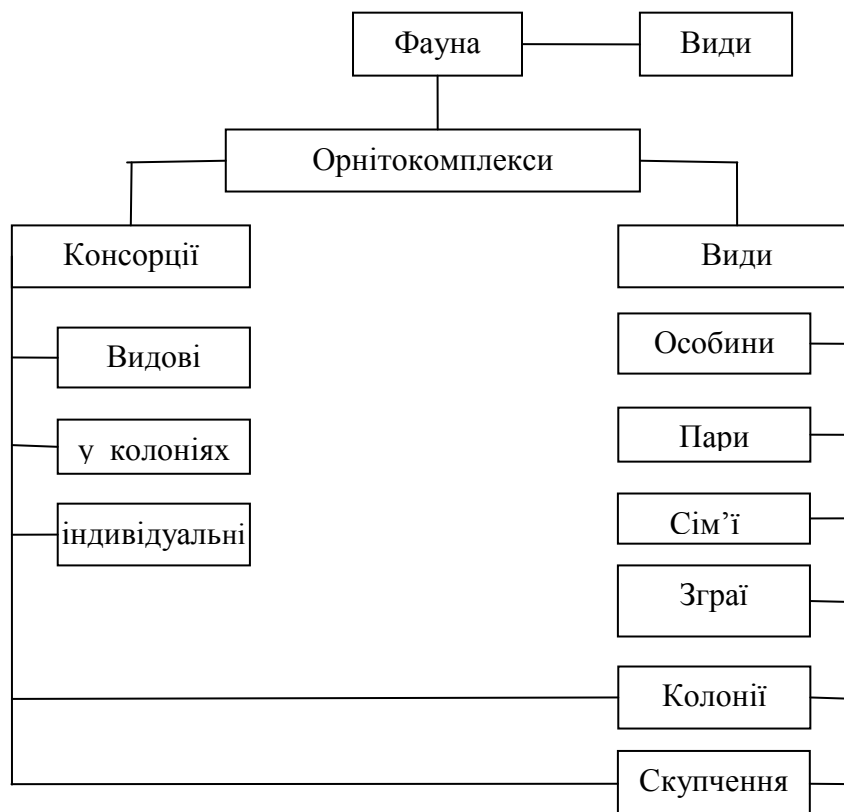 Фауна
Види
Орнітокомплекси
Консорції
Види
Видові
Особини
у колоніях
Пари
індивідуальні
Сім’ї
Зграї
Колонії
Скупчення